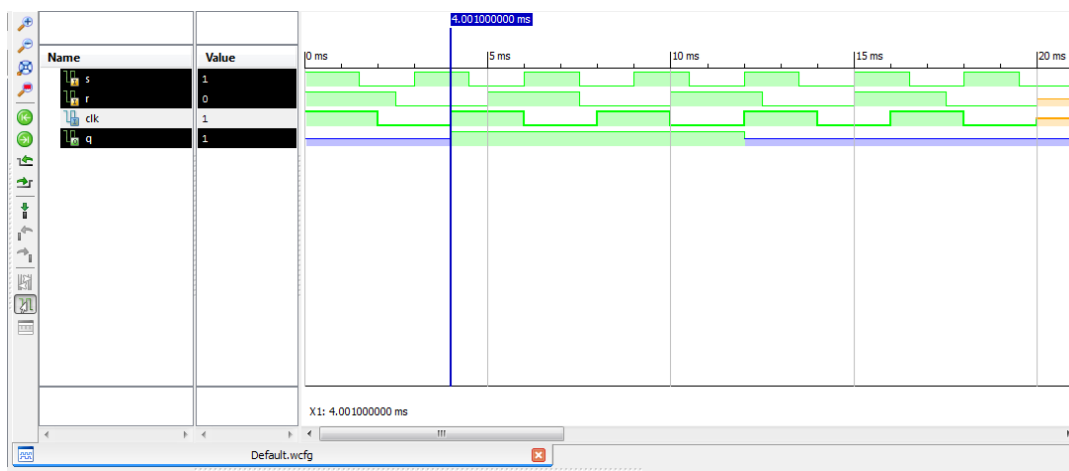 4.001000000 ms
Name Value
0 ms 5 ms 10 ms 15 ms 20 ms
s 1
r 0
clk 1
q 1
X1: 4.001000000 ms
Default.wcfg